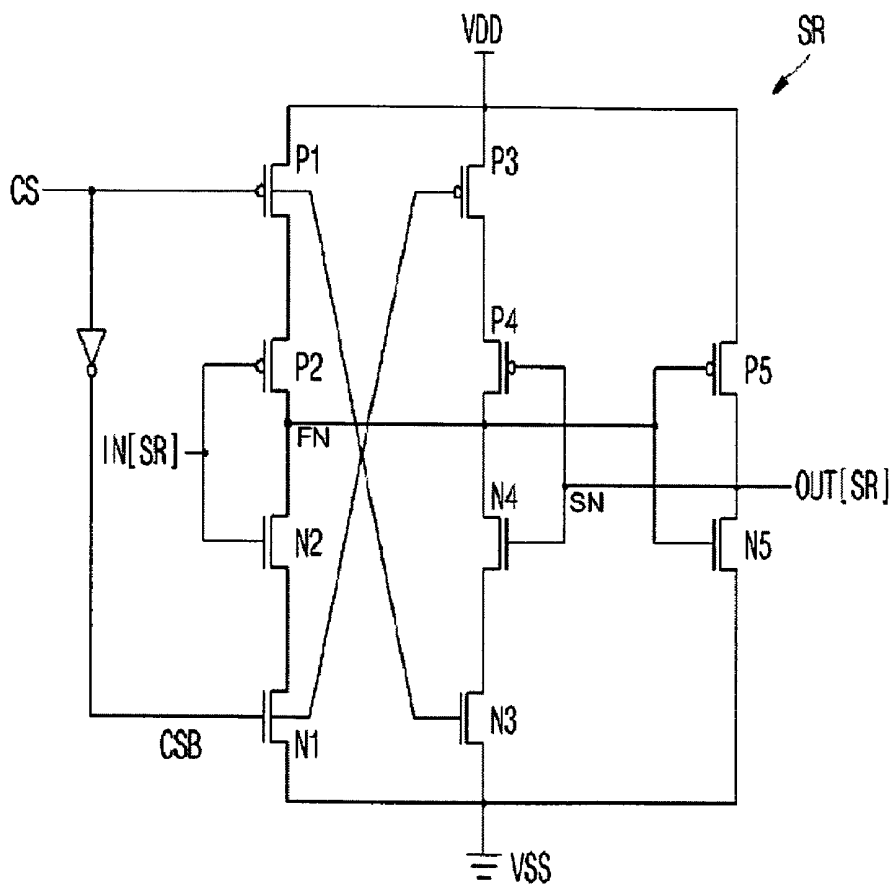 VDD
SR
P1
P3
CS
P4
P2
P5
FN
IN[SR]
OUT[SR]
SN
N4
N2
N5
N3
CSB
N1
VSS